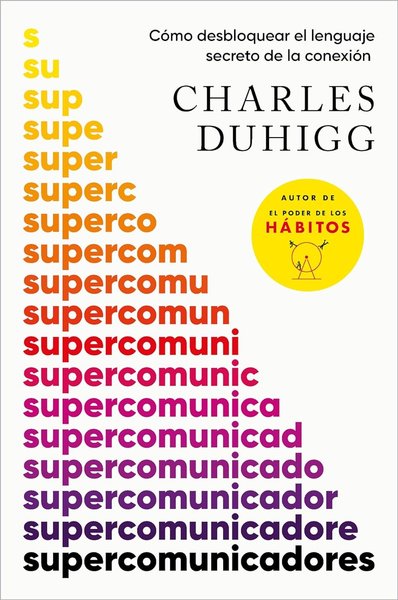 Cómo desbloquear el lenguaje
secreto de la conexión
CHARLES
DUHIGG
AUTOR DE
EL PODER DE LOS
HÁBITOS
s
su
sup
supe
super
superc
superco
supercom
supercomu
supercomun
supercomuni
supercomunic
supercomunica
supercomunicad
supercomunicado
supercomunicador
supercomunicadore
supercomunicadores